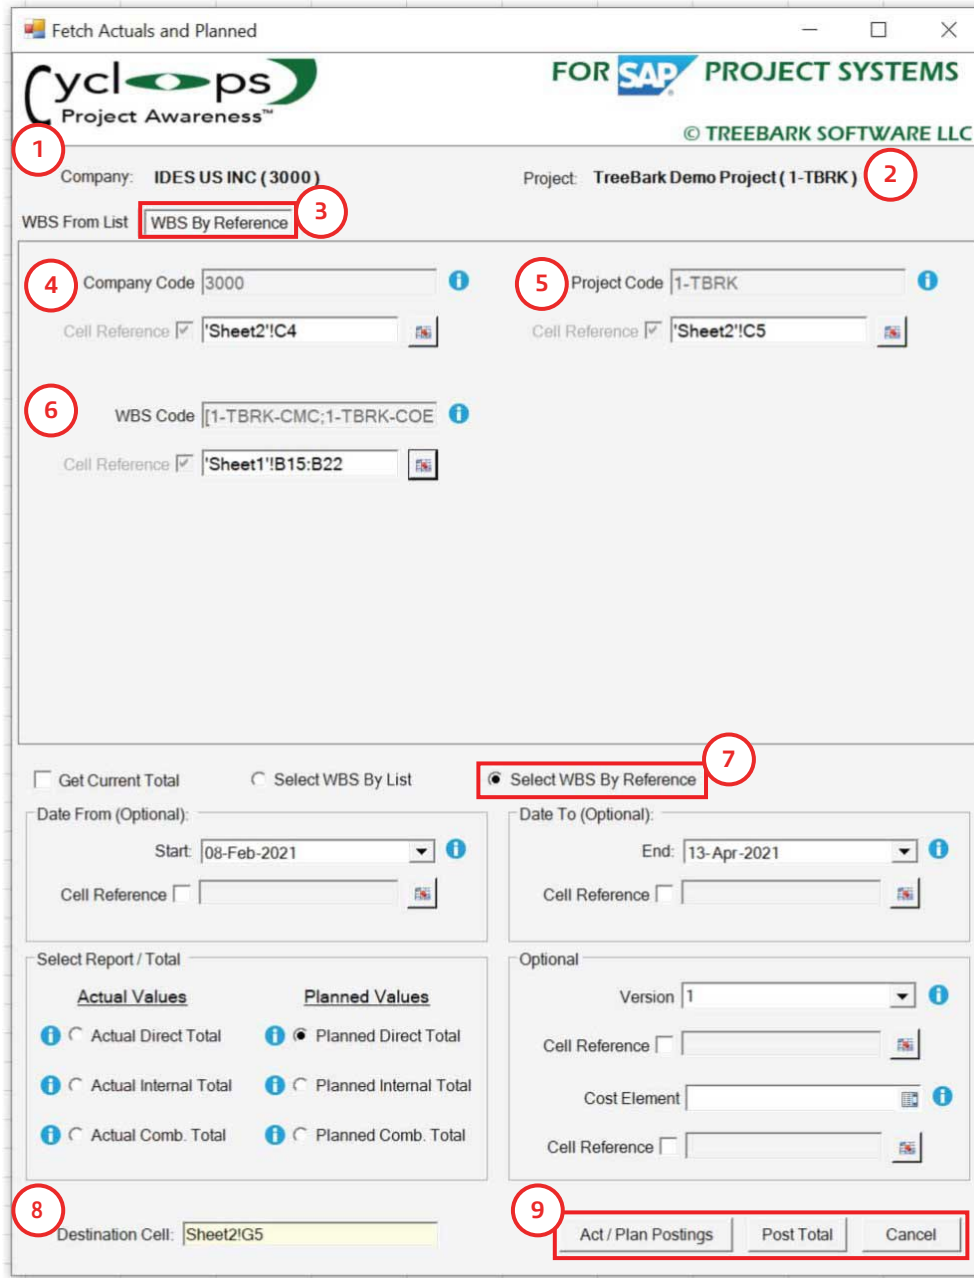 Fetch Actuals and Planned
Cyclops
Project Awareness™
FOR SAP PROJECT SYSTEMS
© TREEBARK SOFTWARE LLC
1
Company: IDES US INC ( 3000 )
Project: TreeBark Demo Project ( 1-TBRK )
2
WBS From List
WBS By Reference
3
4
Company Code 3000
5
Project Code 1-TBRK
Cell Reference 'Sheet2'!C4
Cell Reference 'Sheet2'!C5
6
WBS Code [1-TBRK-CMC;1-TBRK-COE
Cell Reference 'Sheet1'!B15:B22
7
Get Current Total
Select WBS By List
Select WBS By Reference
Date From (Optional):
Start: 08-Feb-2021
Cell Reference
Date To (Optional):
End: 13-Apr-2021
Cell Reference
Select Report / Total
Actual Values
Planned Values
Actual Direct Total
Planned Direct Total
Actual Internal Total
Planned Internal Total
Actual Comb. Total
Planned Comb. Total
Optional
Version 1
Cell Reference
Cost Element
Cell Reference
8
Destination Cell: Sheet2!G5
9
Act / Plan Postings
Post Total
Cancel